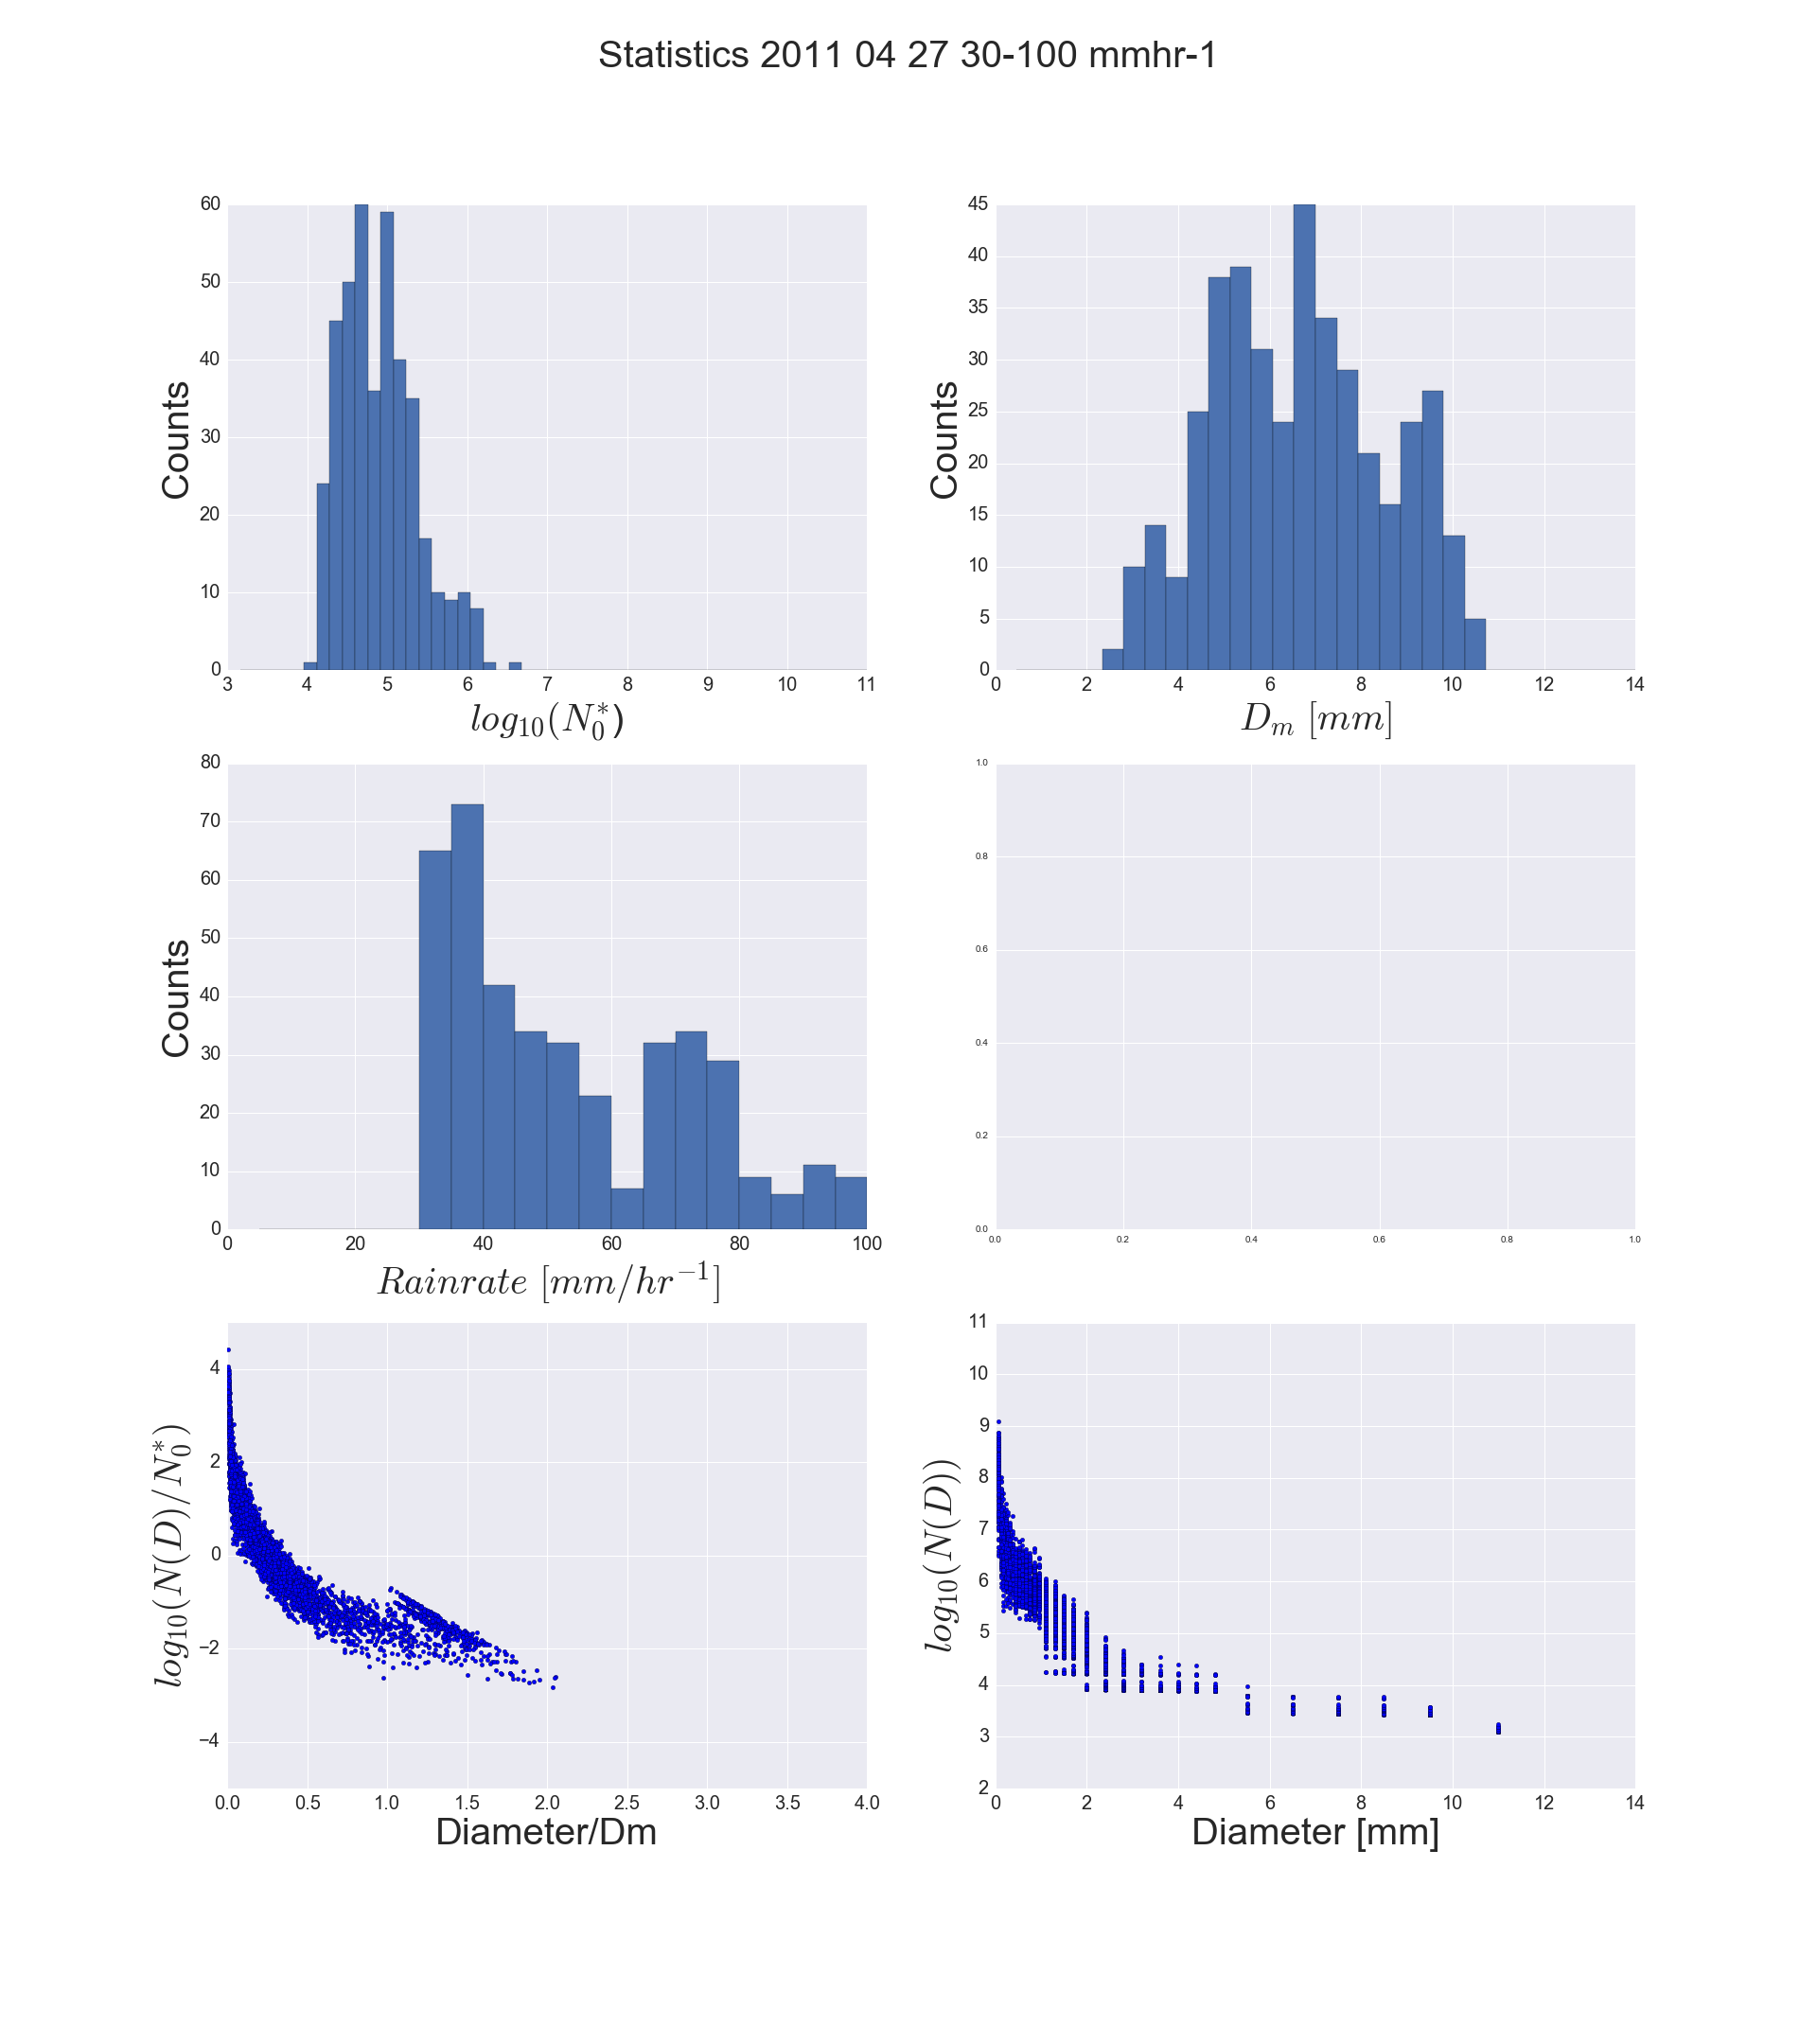 Statistics 2011 04 27 30-100 mmhr-1
60
50
40
30
20
10
0
3 4 5 6 7 8 9 10 11
Counts
log10(N0*)
45
40
35
30
25
20
15
10
5
0
0 2 4 6 8 10 12 14
Counts
Dm [mm]
80
70
60
50
40
30
20
10
0
0 20 40 60 80 100
Counts
Rainrate [mm/hr−1]
1.0
0.8
0.6
0.4
0.2
0.0
0.0 0.2 0.4 0.6 0.8 1.0
4
2
0
−2
−4
0.0 0.5 1.0 1.5 2.0 2.5 3.0 3.5 4.0
log10(N(D)/N0*)
Diameter/Dm
11
10
9
8
7
6
5
4
3
2
0 2 4 6 8 10 12 14
log10(N(D))
Diameter [mm]